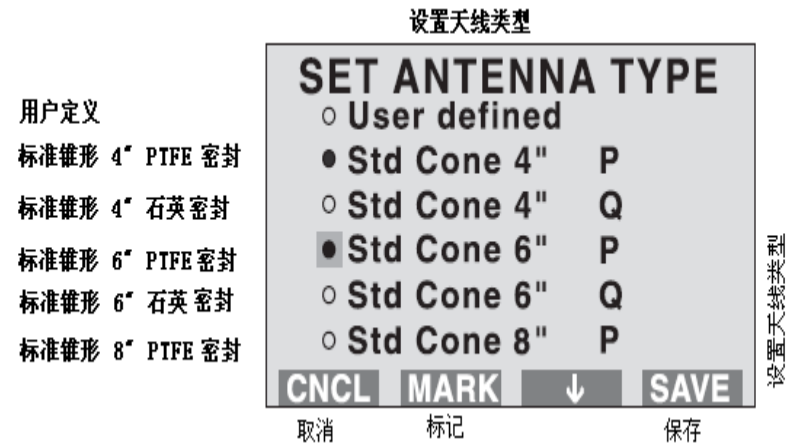 设置天线类型
SET ANTENNA TYPE
用户定义 ○ User defined
标准锥形 4" PTFE 密封 ● Std Cone 4" P
标准锥形 4" 石英密封 ○ Std Cone 4" Q
标准锥形 6" PTFE 密封 ● Std Cone 6" P
标准锥形 6" 石英密封 ○ Std Cone 6" Q
标准锥形 8" PTFE 密封 ○ Std Cone 8" P
CNCL MARK ↓ SAVE
取消 标记 保存
设置天线类型